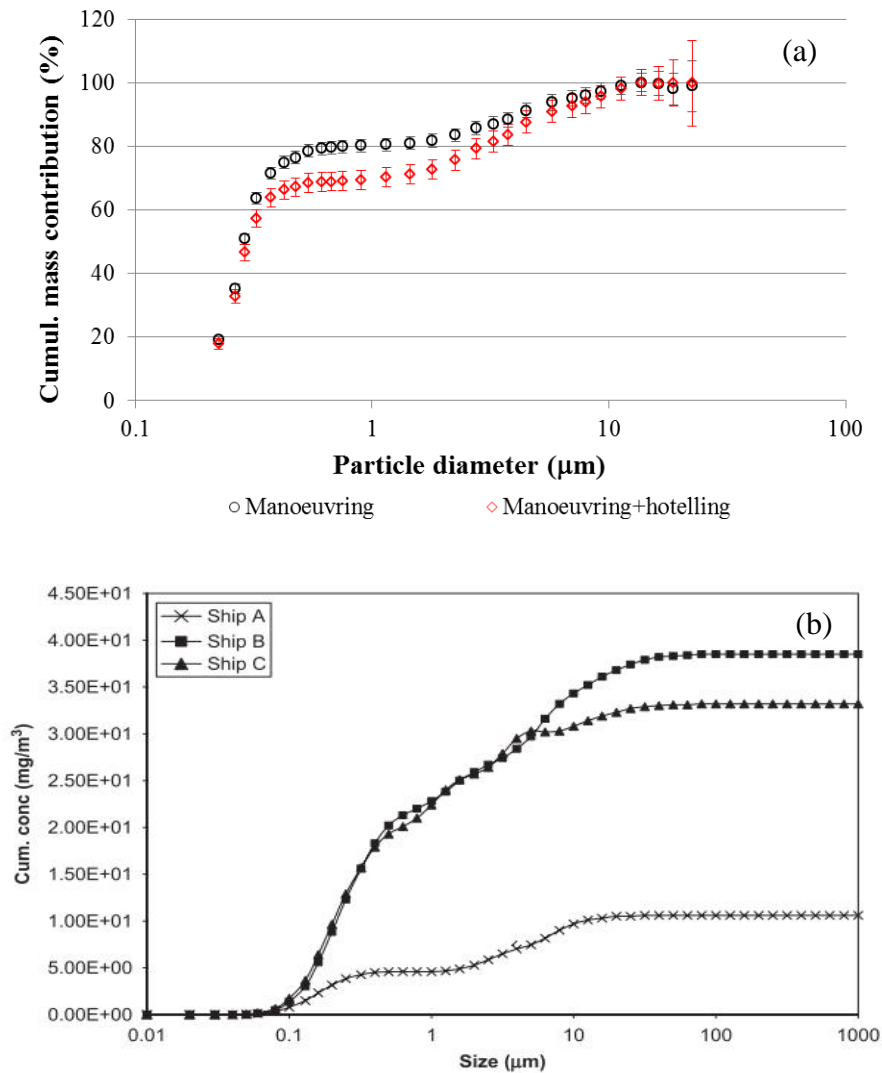 (a)
Cumul. mass contribution (%)
120
100
80
60
40
20
0
0.1 1 10 100
Particle diameter (μm)
Manoeuvring Manoeuvring+hotelling
(b)
Ship A
Ship B
Ship C
Cum. conc (mg/m³)
4.50E+01
4.00E+01
3.50E+01
3.00E+01
2.50E+01
2.00E+01
1.50E+01
1.00E+01
5.00E+00
0.00E+00
0.01 0.1 1 10 100 1000
Size (μm)